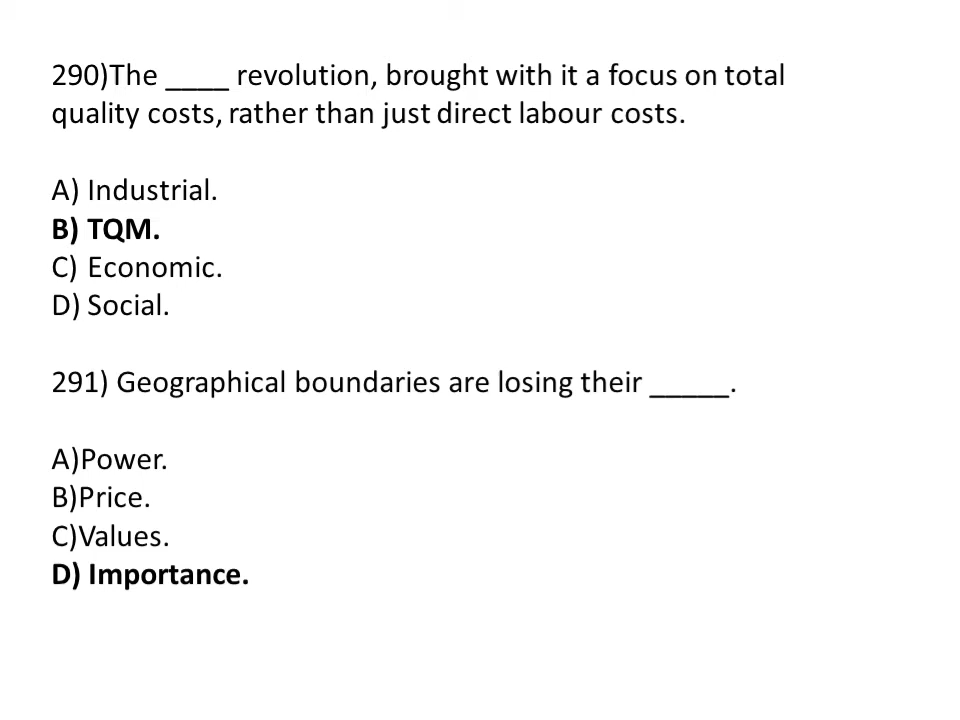 290)The ____ revolution, brought with it a focus on total
quality costs, rather than just direct labour costs.
A) Industrial.
B) TQM.
C) Economic.
D) Social.
291) Geographical boundaries are losing their _____.
A)Power.
B)Price.
C)Values.
D) Importance.